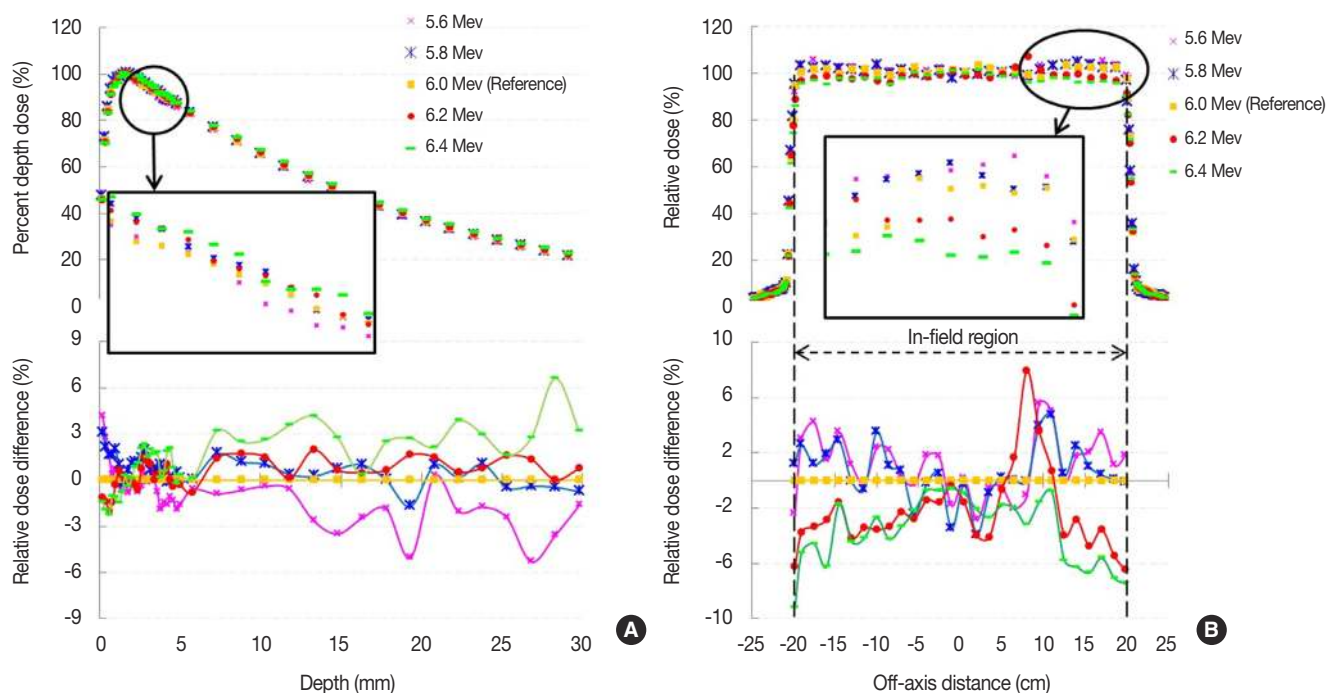 120
100
80
60
40
20
0
Percent depth dose (%)
5.6 Mev
5.8 Mev
6.0 Mev (Reference)
6.2 Mev
6.4 Mev
9
6
3
0
-3
-6
-9
Relative dose difference (%)
0 5 10 15 20 25 30
Depth (mm)
A
120
100
80
60
40
20
0
Relative dose (%)
5.6 Mev
5.8 Mev
6.0 Mev (Reference)
6.2 Mev
6.4 Mev
In-field region
10
6
2
-2
-6
-10
Relative dose difference (%)
-25 -20 -15 -10 -5 0 5 10 15 20 25
Off-axis distance (cm)
B